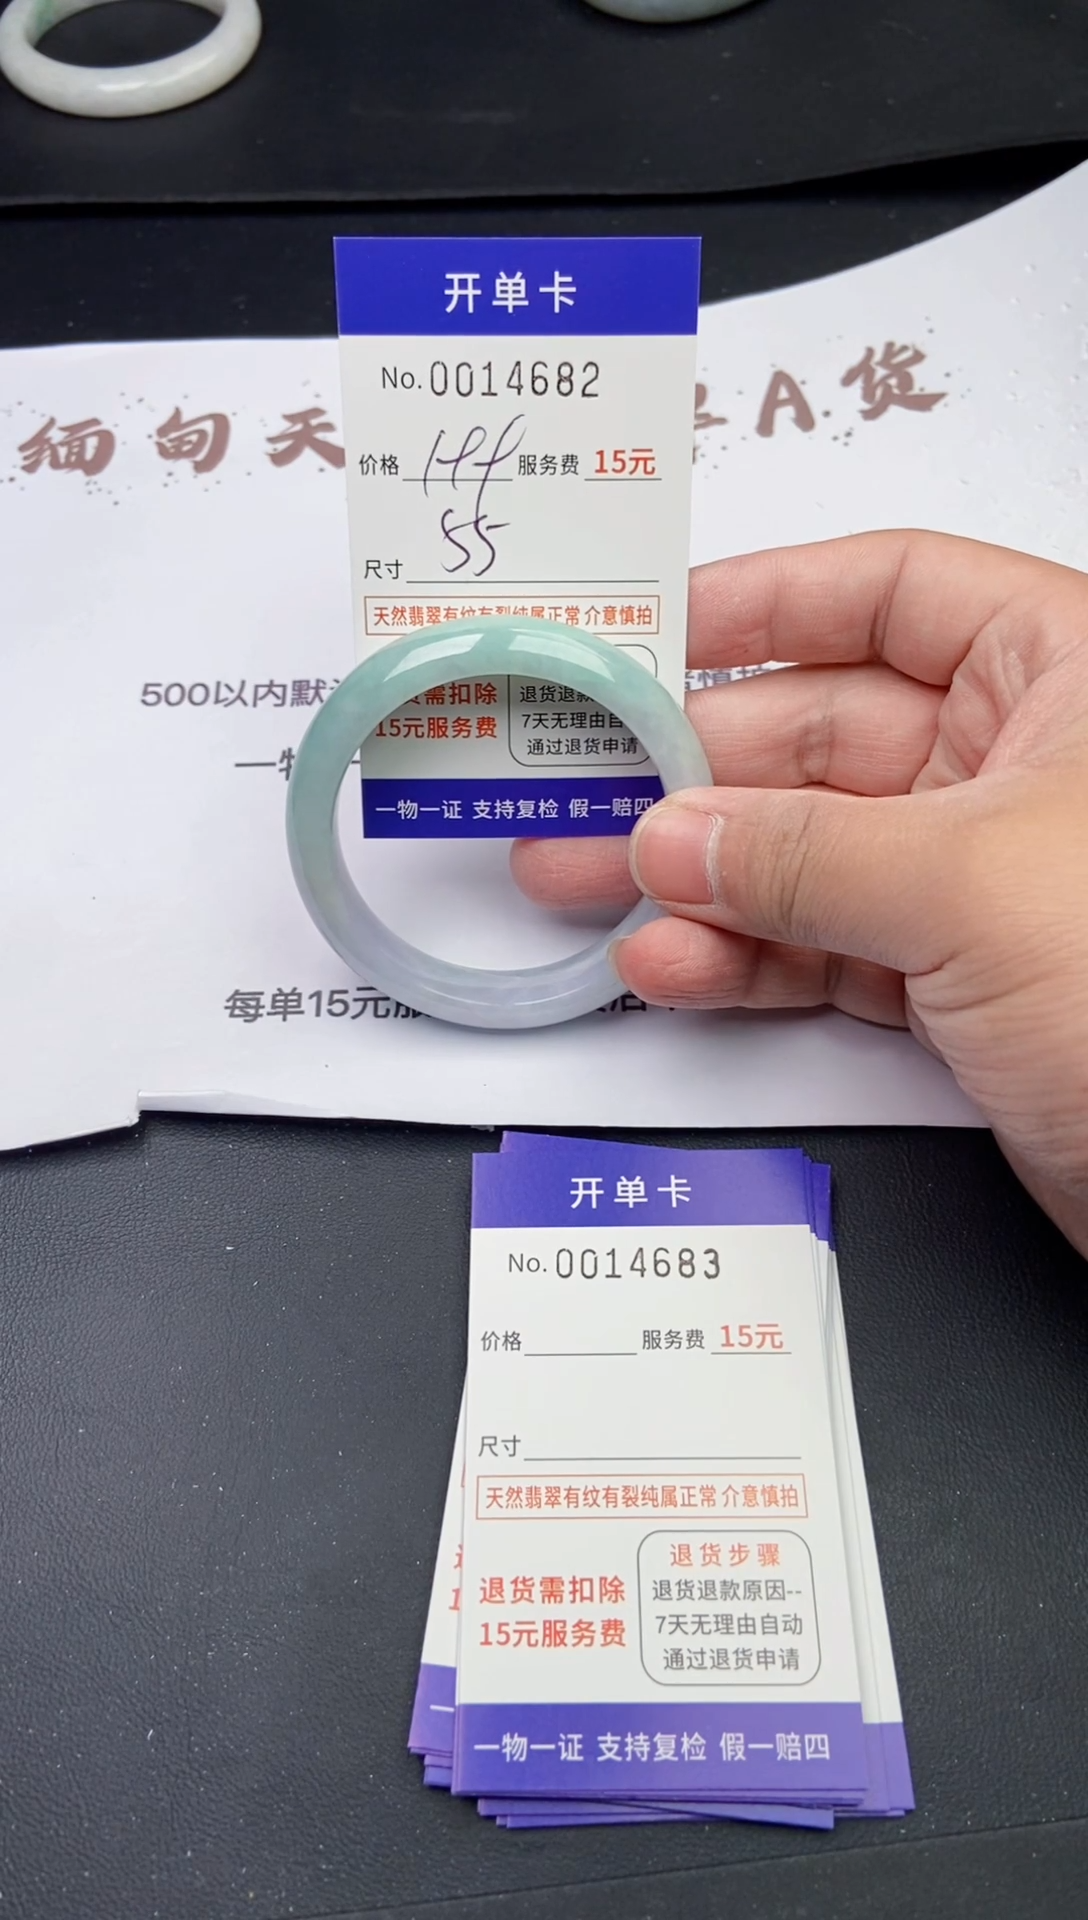 开单卡
No.0014682
缅甸天 A货
价格 服务费 15元
尺寸 55
天然翡翠有纹有裂纯属正常 介意慎拍
500以内默
需扣除
15元服务费
退货退款
7天无理由自
通过退货申请
一物一证 支持复检 假一赔四
每单15元服
开单卡
No.0014683
价格 服务费 15元
尺寸
天然翡翠有纹有裂纯属正常 介意慎拍
退货需扣除
15元服务费
退货步骤
退货退款原因--
7天无理由自动
通过退货申请
一物一证 支持复检 假一赔四